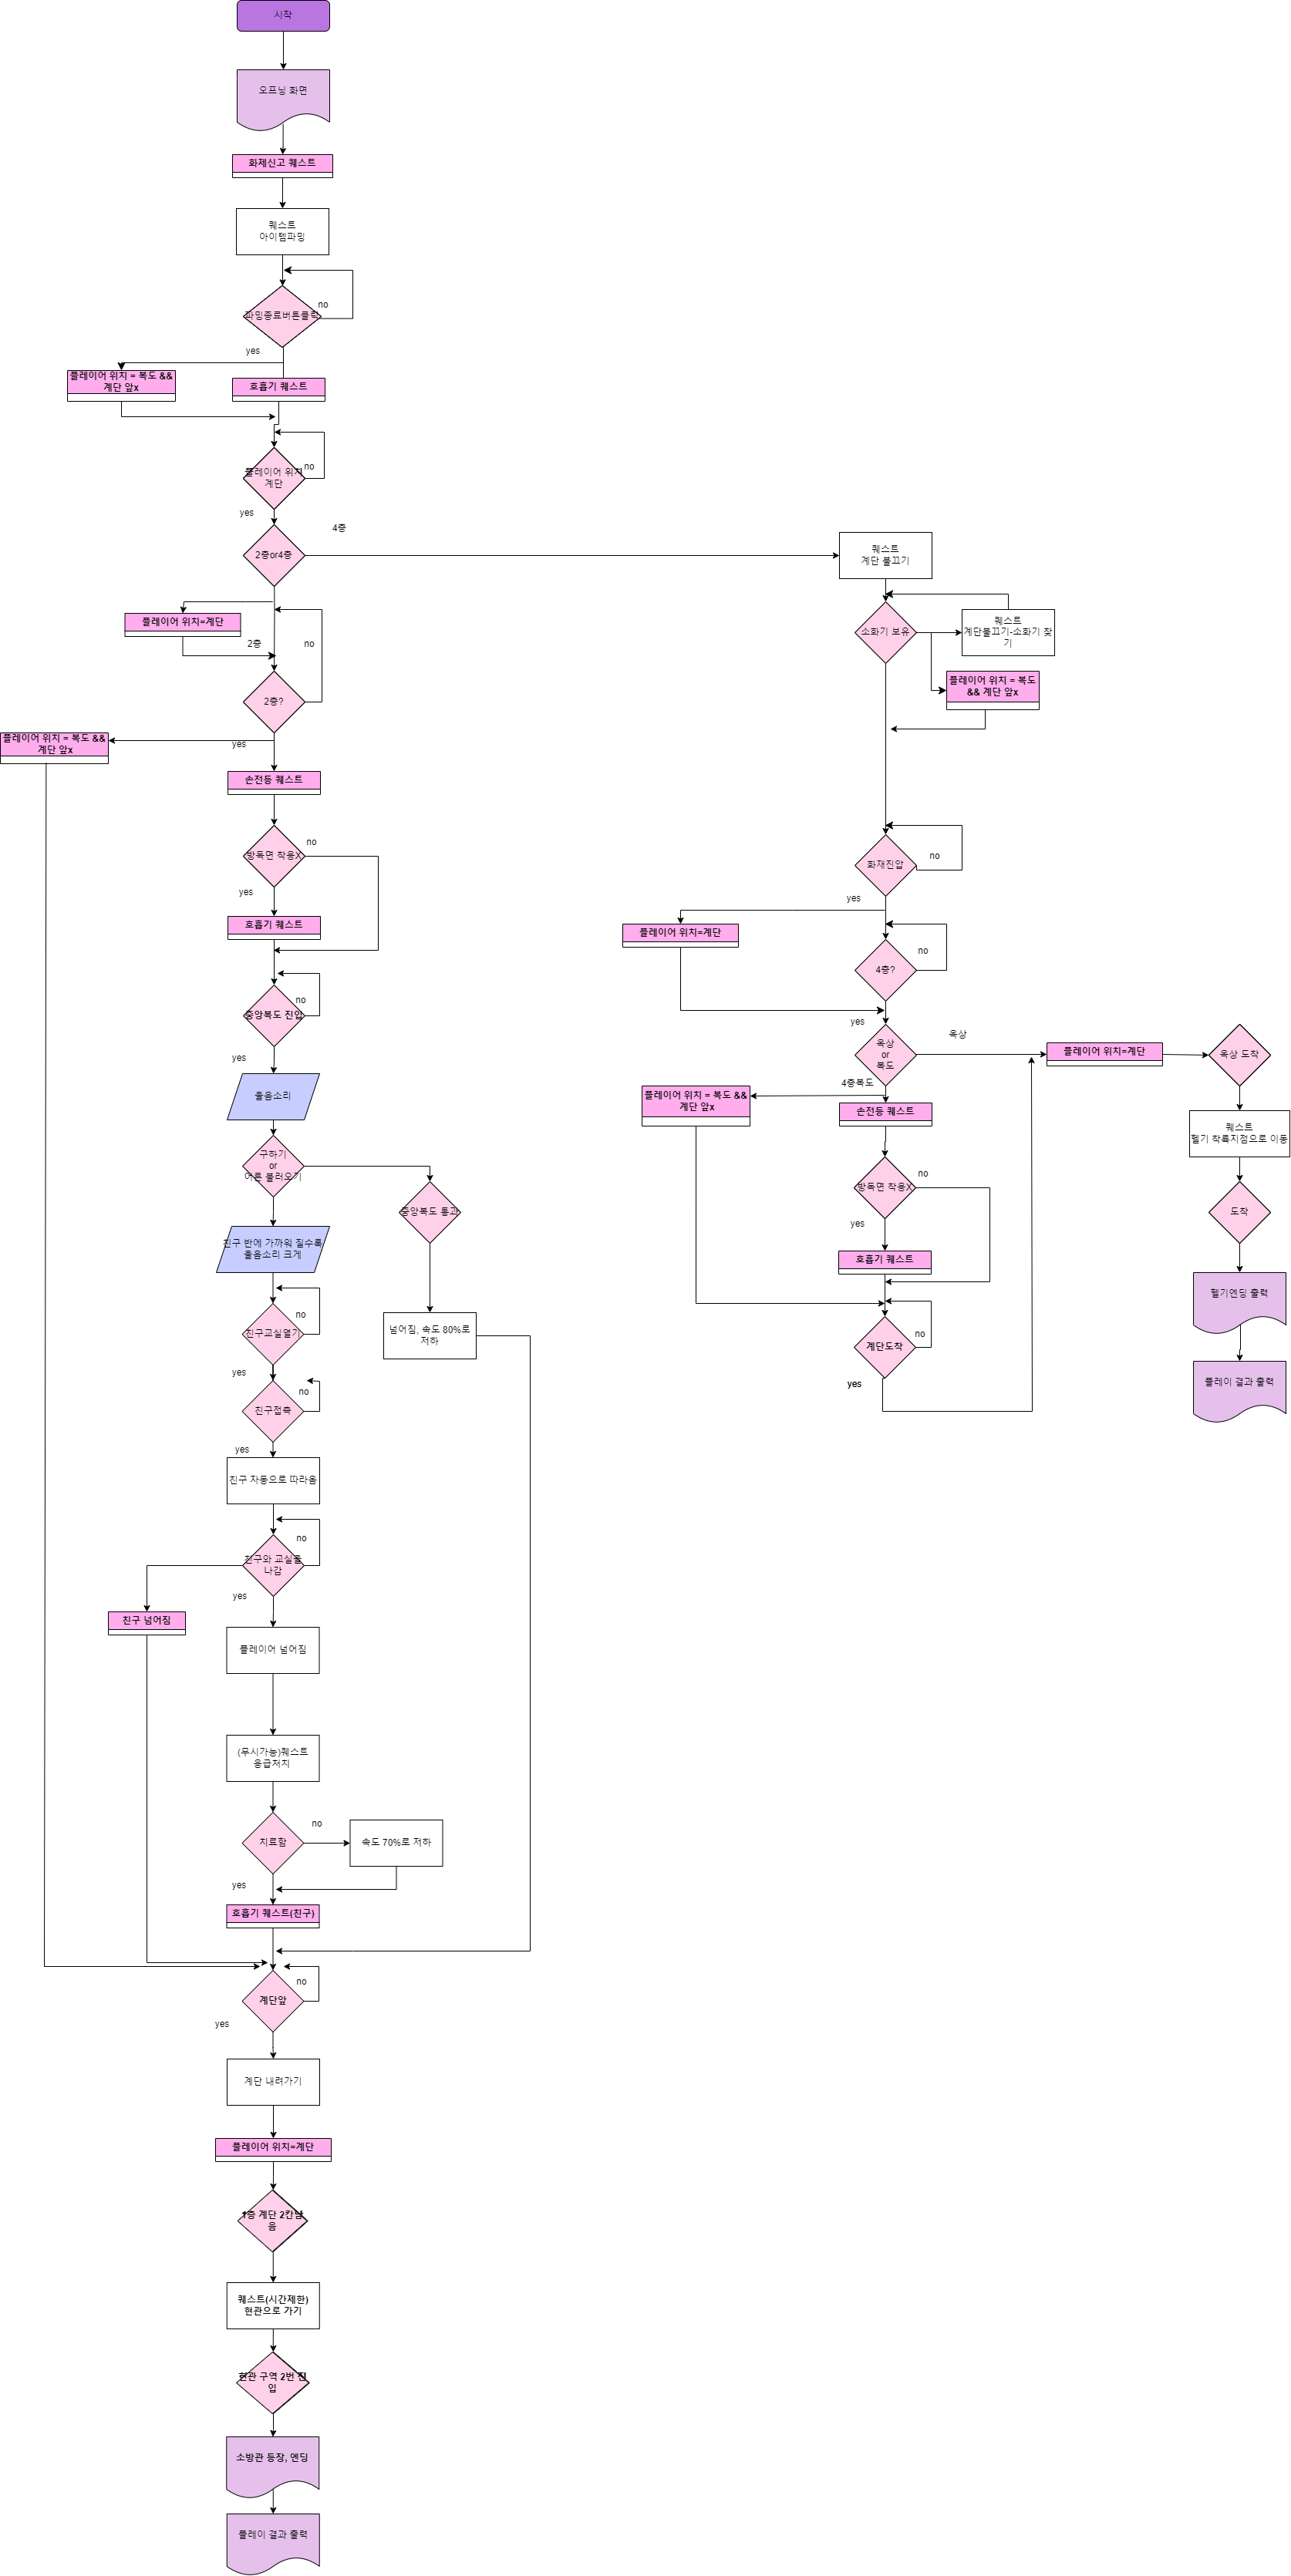 시작
오프닝 화면
화제신고 퀘스트
퀘스트
아이템파밍
파밍종료버튼클릭
no
yes
플레이어 위치 = 복도 &&
계단 앞x
호흡기 퀘스트
플레이어 위치
계단
no
yes
2층or4층
4층
플레이어 위치=계단
2층
no
2층?
yes
플레이어 위치 = 복도 &&
계단 앞x
손전등 퀘스트
방독면 착용X
no
yes
호흡기 퀘스트
중앙복도 진압
no
yes
울음소리
구하기
or
어른 불러오기
중앙복도 통과
친구 반에 가까워 질수록
울음소리 크게
넘어짐, 속도 80%로
저하
친구교실열기
no
yes
친구접촉
no
yes
친구 자동으로 따라옴
친구와 교실을
나감
no
yes
친구 넘어짐
플레이어 넘어짐
(무시가능)퀘스트
응급처치
치료함
no
속도 70%로 저하
yes
호흡기 퀘스트(친구)
계단앞
no
yes
계단 내려가기
플레이어 위치=계단
1층 계단 2칸남
음
퀘스트(시간제한)
현관으로 가기
현관 구역 2번 진
입
소방관 등장, 엔딩
플레이 결과 출력
퀘스트
계단 불끄기
소화기 보유
퀘스트
계단불끄기-소화기 찾
기
플레이어 위치 = 복도
&& 계단 앞x
화재진압
no
yes
플레이어 위치=계단
4층?
no
yes
옥상
or
복도
옥상
플레이어 위치=계단
옥상 도착
4층복도
플레이어 위치 = 복도 &&
계단 앞x
손전등 퀘스트
방독면 착용X
no
yes
호흡기 퀘스트
계단도착
no
yes
퀘스트
헬기 착륙지점으로 이동
도착
헬기엔딩 출력
플레이 결과 출력